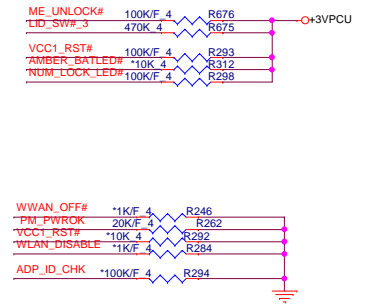 ME_UNLOCK# 100K/F_4 R676
+3VPCU
LID_SW#_3 470K_4 R675
VCC1_RST# 100K/F_4 R293
AMBER_BATLED# *10K_4 R312
NUM_LOCK_LED# 100K/F_4 R298
WWAN_OFF# *1K/F_4 R246
PM_PWROK 20K/F_4 R262
VCC1_RST# *10K_4 R292
WLAN_DISABLE *1K/F_4 R284
ADP_ID_CHK *100K/F_4 R294